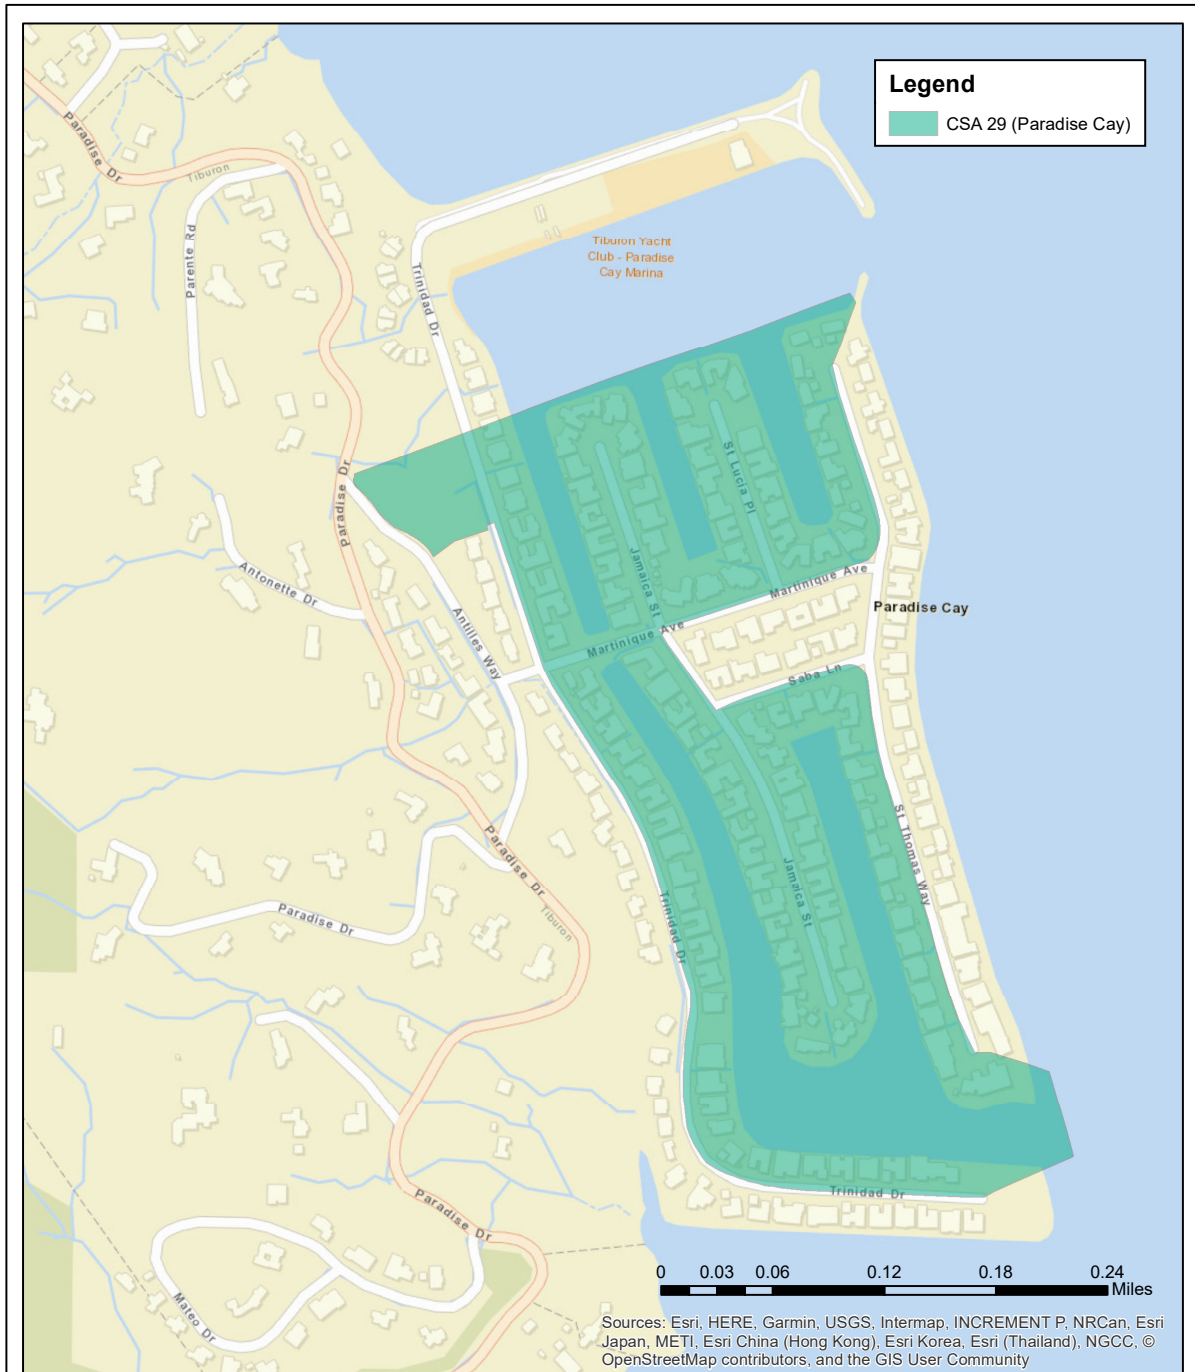 Legend
CSA 29 (Paradise Cay)
Paradise Dr
Tiburon
Parente Rd
Trinidad Dr
Tiburon Yacht
Club - Paradise
Cay Marina
Paradise Dr
St Lucia Pl
Jamaica St
Martinique Ave
Antonette Dr
Antilles Way
Martinique Ave
Paradise Cay
Saba Ln
St Thomas Way
Paradise Dr
Tiburon
Jamaica St
Trinidad Dr
Paradise Dr
Trinidad Dr
Paradise Dr
Mateo Dr
0 0.03 0.06 0.12 0.18 0.24
Miles
Sources: Esri, HERE, Garmin, USGS, Intermap, INCREMENT P, NRCan, Esri
Japan, METI, Esri China (Hong Kong), Esri Korea, Esri (Thailand), NGCC, ©
OpenStreetMap contributors, and the GIS User Community